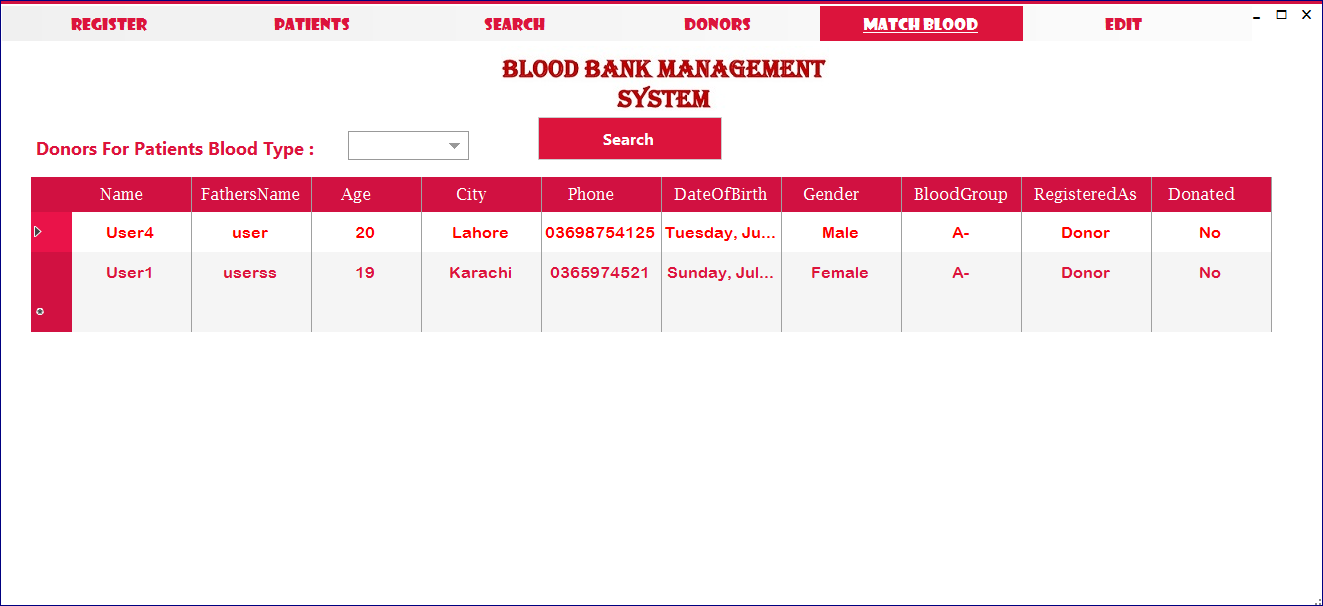 REGISTER PATIENTS SEARCH DONORS MATCH BLOOD EDIT
BLOOD BANK MANAGEMENT
SYSTEM
Donors For Patients Blood Type : Search
Name FathersName Age City Phone DateOfBirth Gender BloodGroup RegisteredAs Donated
User4 user 20 Lahore 03698754125 Tuesday, Ju... Male A- Donor No
User1 userss 19 Karachi 0365974521 Sunday, Jul... Female A- Donor No